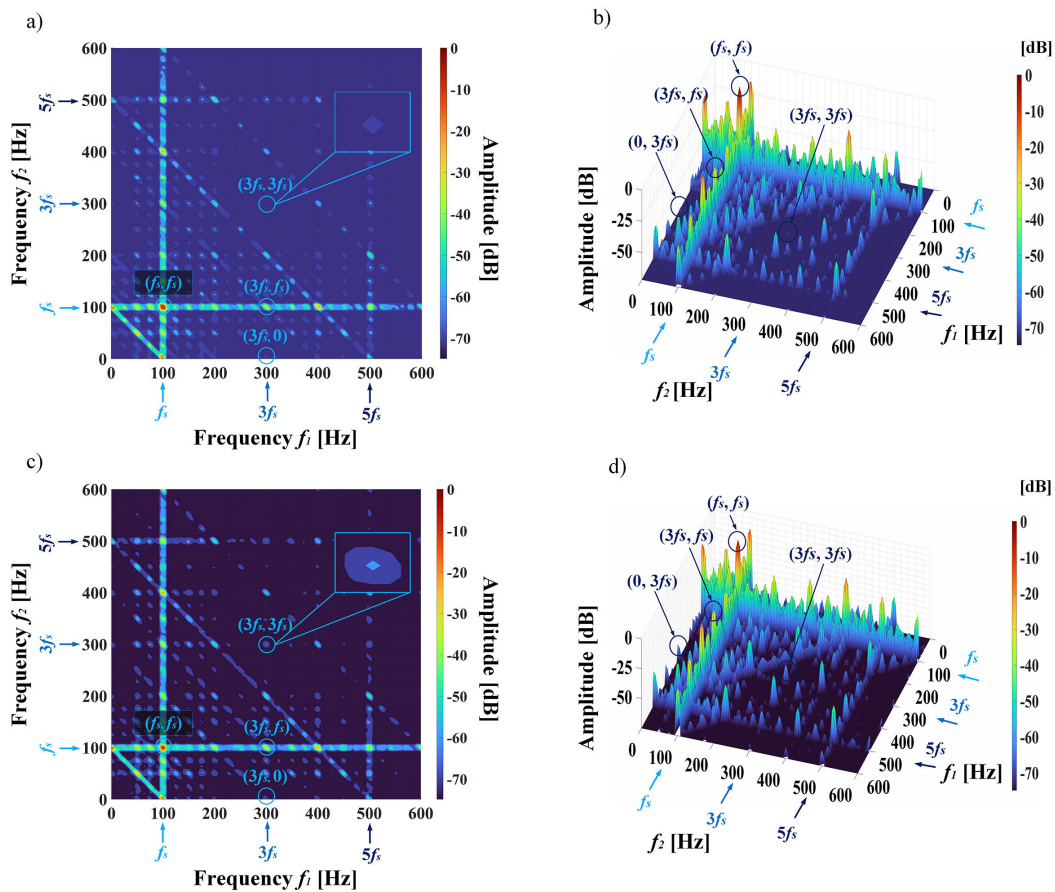 a)
600
500
400
300
200
100
0
5fs
3fs
fs
Frequency f2 [Hz]
(3fs, 3fs)
(fs, fs)
(3fs, fs)
(3fs, 0)
0 100 200 300 400 500 600
fs 3fs 5fs
Frequency f1 [Hz]
0
-10
-20
-30
-40
-50
-60
-70
Amplitude [dB]
b)
(fs, fs)
(3fs, fs)
(3fs, 3fs)
(0, 3fs)
0
-25
-50
Amplitude [dB]
0 100 200 300 400 500 600
fs 3fs 5fs
f2 [Hz]
0
100
200
300
400
500
600
fs
3fs
5fs
f1 [Hz]
[dB]
0
-10
-20
-30
-40
-50
-60
-70
c)
600
500
400
300
200
100
0
5fs
3fs
fs
Frequency f2 [Hz]
(3fs, 3fs)
(fs, fs)
(3fs, fs)
(3fs, 0)
0 100 200 300 400 500 600
fs 3fs 5fs
Frequency f1 [Hz]
0
-10
-20
-30
-40
-50
-60
-70
Amplitude [dB]
d)
(fs, fs)
(3fs, fs)
(3fs, 3fs)
(0, 3fs)
0
-25
-50
Amplitude [dB]
0 100 200 300 400 500 600
fs 3fs 5fs
f2 [Hz]
0
100
200
300
400
500
600
fs
3fs
5fs
f1 [Hz]
[dB]
0
-10
-20
-30
-40
-50
-60
-70